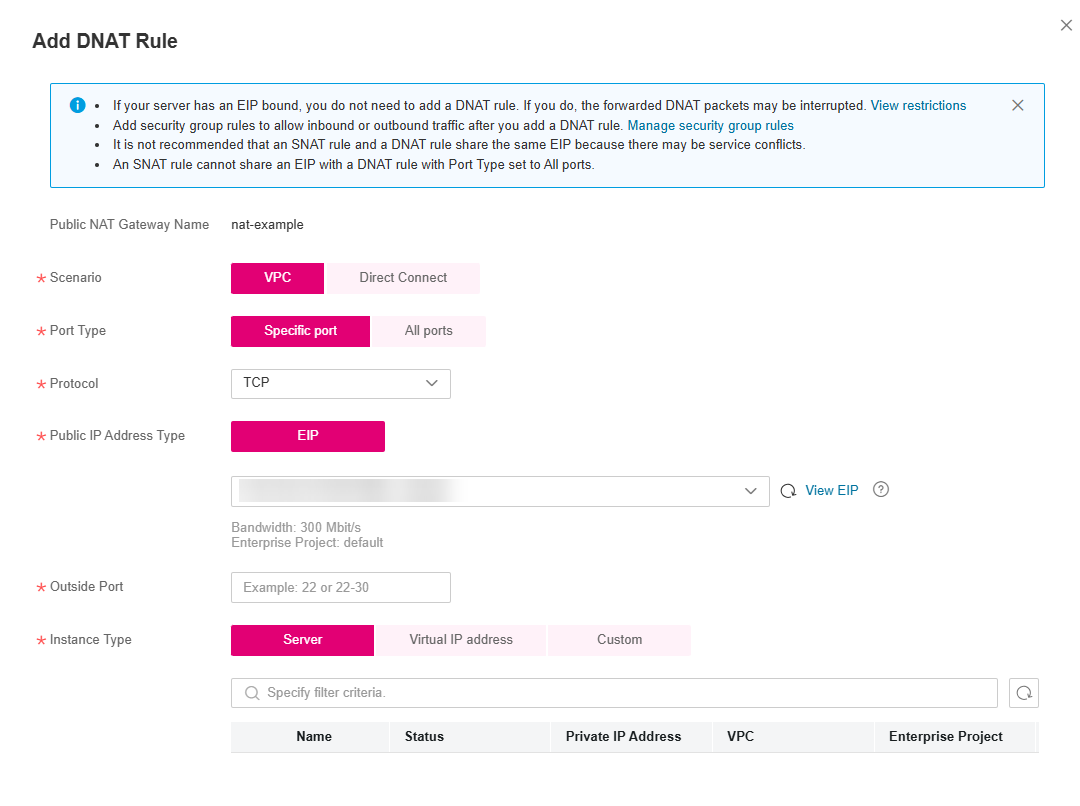 Add DNAT Rule
If your server has an EIP bound, you do not need to add a DNAT rule. If you do, the forwarded DNAT packets may be interrupted. View restrictions
Add security group rules to allow inbound or outbound traffic after you add a DNAT rule. Manage security group rules
It is not recommended that an SNAT rule and a DNAT rule share the same EIP because there may be service conflicts.
An SNAT rule cannot share an EIP with a DNAT rule with Port Type set to All ports.
Public NAT Gateway Name nat-example
* Scenario VPC Direct Connect
* Port Type Specific port All ports
* Protocol TCP
* Public IP Address Type EIP
View EIP
Bandwidth: 300 Mbit/s
Enterprise Project: default
* Outside Port Example: 22 or 22-30
* Instance Type Server Virtual IP address Custom
Specify filter criteria.
Name Status Private IP Address VPC Enterprise Project